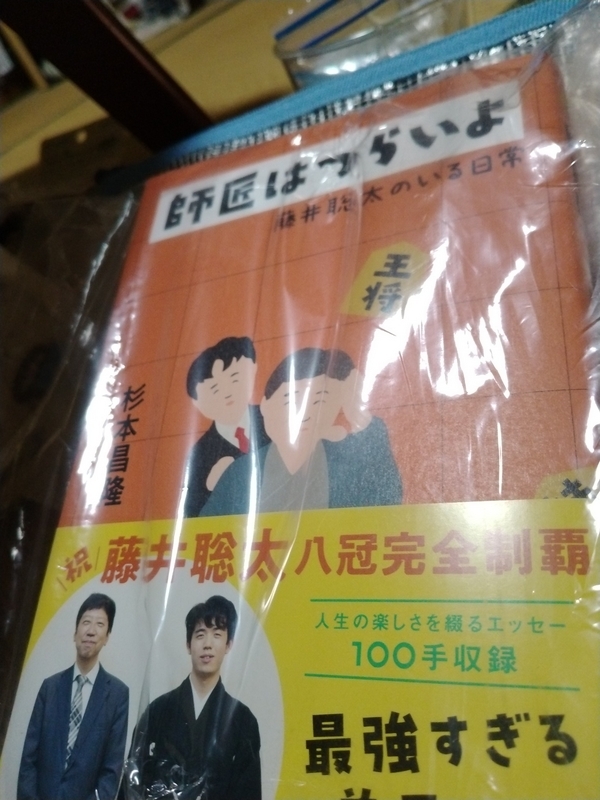 師匠はつらいよ
藤井聡太のいる日常
王将
杉本昌隆
祝
藤井聡太八冠完全制覇
人生の楽しさを綴るエッセー
100手収録
最強すぎる